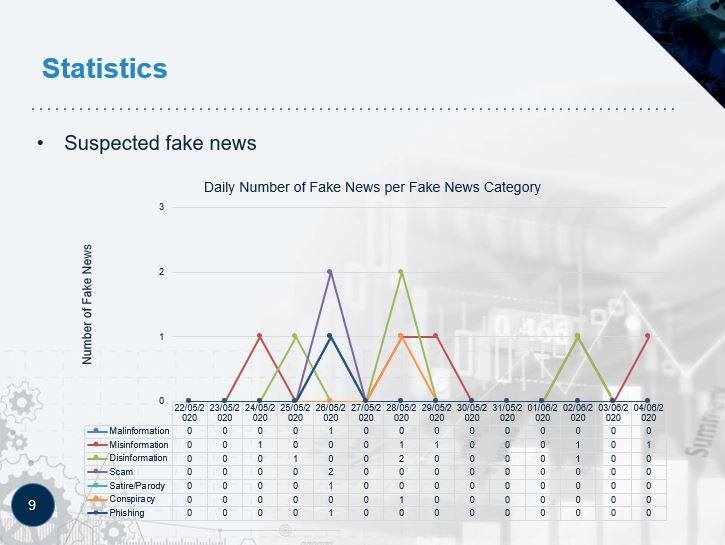 Statistics
• Suspected fake news
Daily Number of Fake News per Fake News Category
Number of Fake News
3
2
1
0
22/05/2020 23/05/2020 24/05/2020 25/05/2020 26/05/2020 27/05/2020 28/05/2020 29/05/2020 30/05/2020 31/05/2020 01/06/2020 02/06/2020 03/06/2020 04/06/2020
Malinformation 0 0 0 0 1 0 0 0 0 0 0 0 0 0
Misinformation 0 0 1 0 0 0 1 1 0 0 0 1 0 1
Disinformation 0 0 0 1 0 0 2 0 0 0 0 1 0 0
Scam 0 0 0 0 2 0 0 0 0 0 0 0 0 0
Satire/Parody 0 0 0 0 1 0 0 0 0 0 0 0 0 0
Conspiracy 0 0 0 0 0 0 1 0 0 0 0 0 0 0
Phishing 0 0 0 0 1 0 0 0 0 0 0 0 0 0
9
0.466